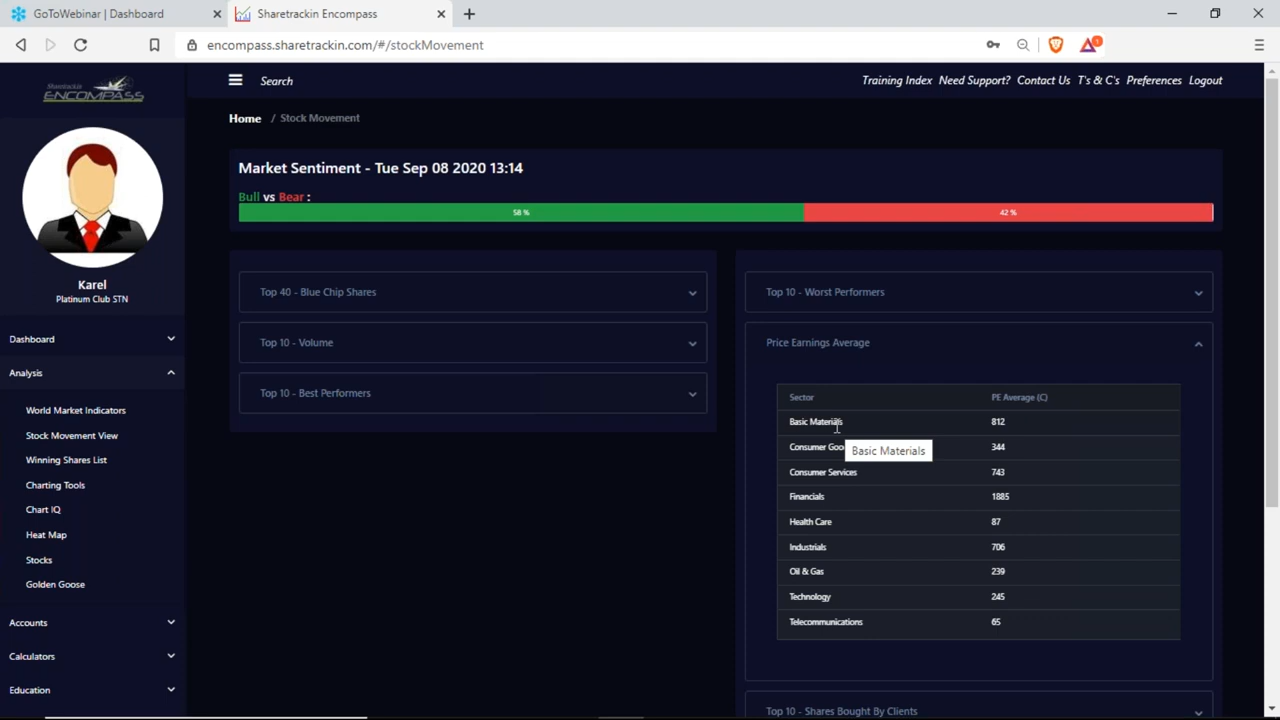 GoToWebinar | Dashboard
Sharetrackin Encompass
encompass.sharetrackin.com/#/stockMovement
Sharetrackin
ENCOMPASS
Search
Training Index Need Support? Contact Us T's & C's Preferences Logout
Karel
Platinum Club STN
Dashboard
Analysis
World Market Indicators
Stock Movement View
Winning Shares List
Charting Tools
Chart IQ
Heat Map
Stocks
Golden Goose
Accounts
Calculators
Education
Home / Stock Movement
Market Sentiment - Tue Sep 08 2020 13:14
Bull vs Bear :
58 %
42 %
Top 40 - Blue Chip Shares
Top 10 - Volume
Top 10 - Best Performers
Top 10 - Worst Performers
Price Earnings Average
Sector PE Average (C)
Basic Materials 812
Consumer Goo 344
Basic Materials
Consumer Services 743
Financials 1885
Health Care 87
Industrials 706
Oil & Gas 239
Technology 245
Telecommunications 65
Top 10 - Shares Bought By Clients